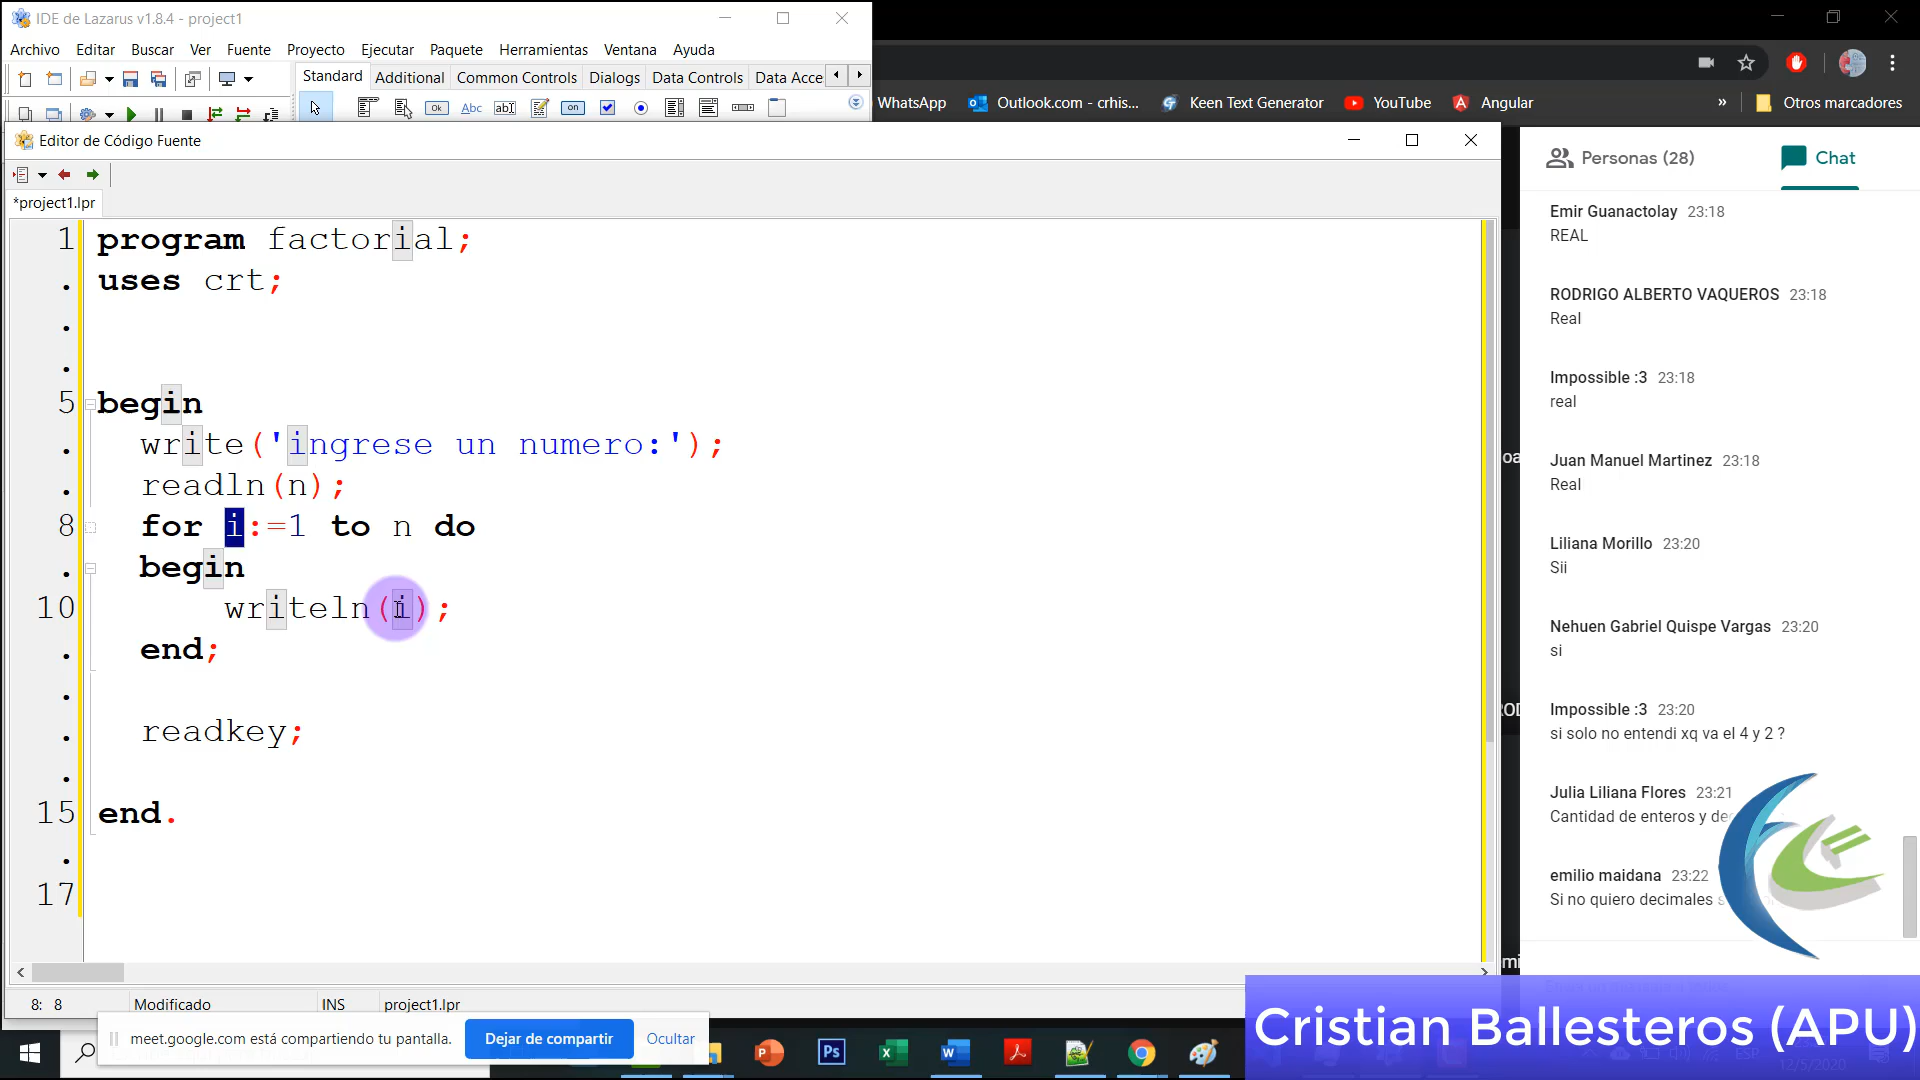 IDE de Lazarus v1.8.4 - project1
Archivo Editar Buscar Ver Fuente Proyecto Ejecutar Paquete Herramientas Ventana Ayuda
Standard Additional Common Controls Dialogs Data Controls Data Acce
Ok Abc abI on
WhatsApp Outlook.com - crhis... Keen Text Generator YouTube Angular » Otros marcadores
Editor de Código Fuente
*project1.lpr
1 program factorial;
. uses crt;
.
.
5 begin
. write('ingrese un numero:');
. readln(n);
8 for i:=1 to n do
. begin
10 writeln(i);
. end;
.
. readkey;
.
15 end.
.
17
8: 8 Modificado INS project1.lpr
Personas (28) Chat
Emir Guanactolay 23:18
REAL
RODRIGO ALBERTO VAQUEROS 23:18
Real
Impossible :3 23:18
real
Juan Manuel Martinez 23:18
Real
Liliana Morillo 23:20
Sii
Nehuen Gabriel Quispe Vargas 23:20
si
Impossible :3 23:20
si solo no entendi xq va el 4 y 2 ?
Julia Liliana Flores 23:21
Cantidad de enteros y de
emilio maidana 23:22
Si no quiero decimales s
Cristian Ballesteros (APU)
meet.google.com está compartiendo tu pantalla. Dejar de compartir Ocultar
Ps
12/5/2020